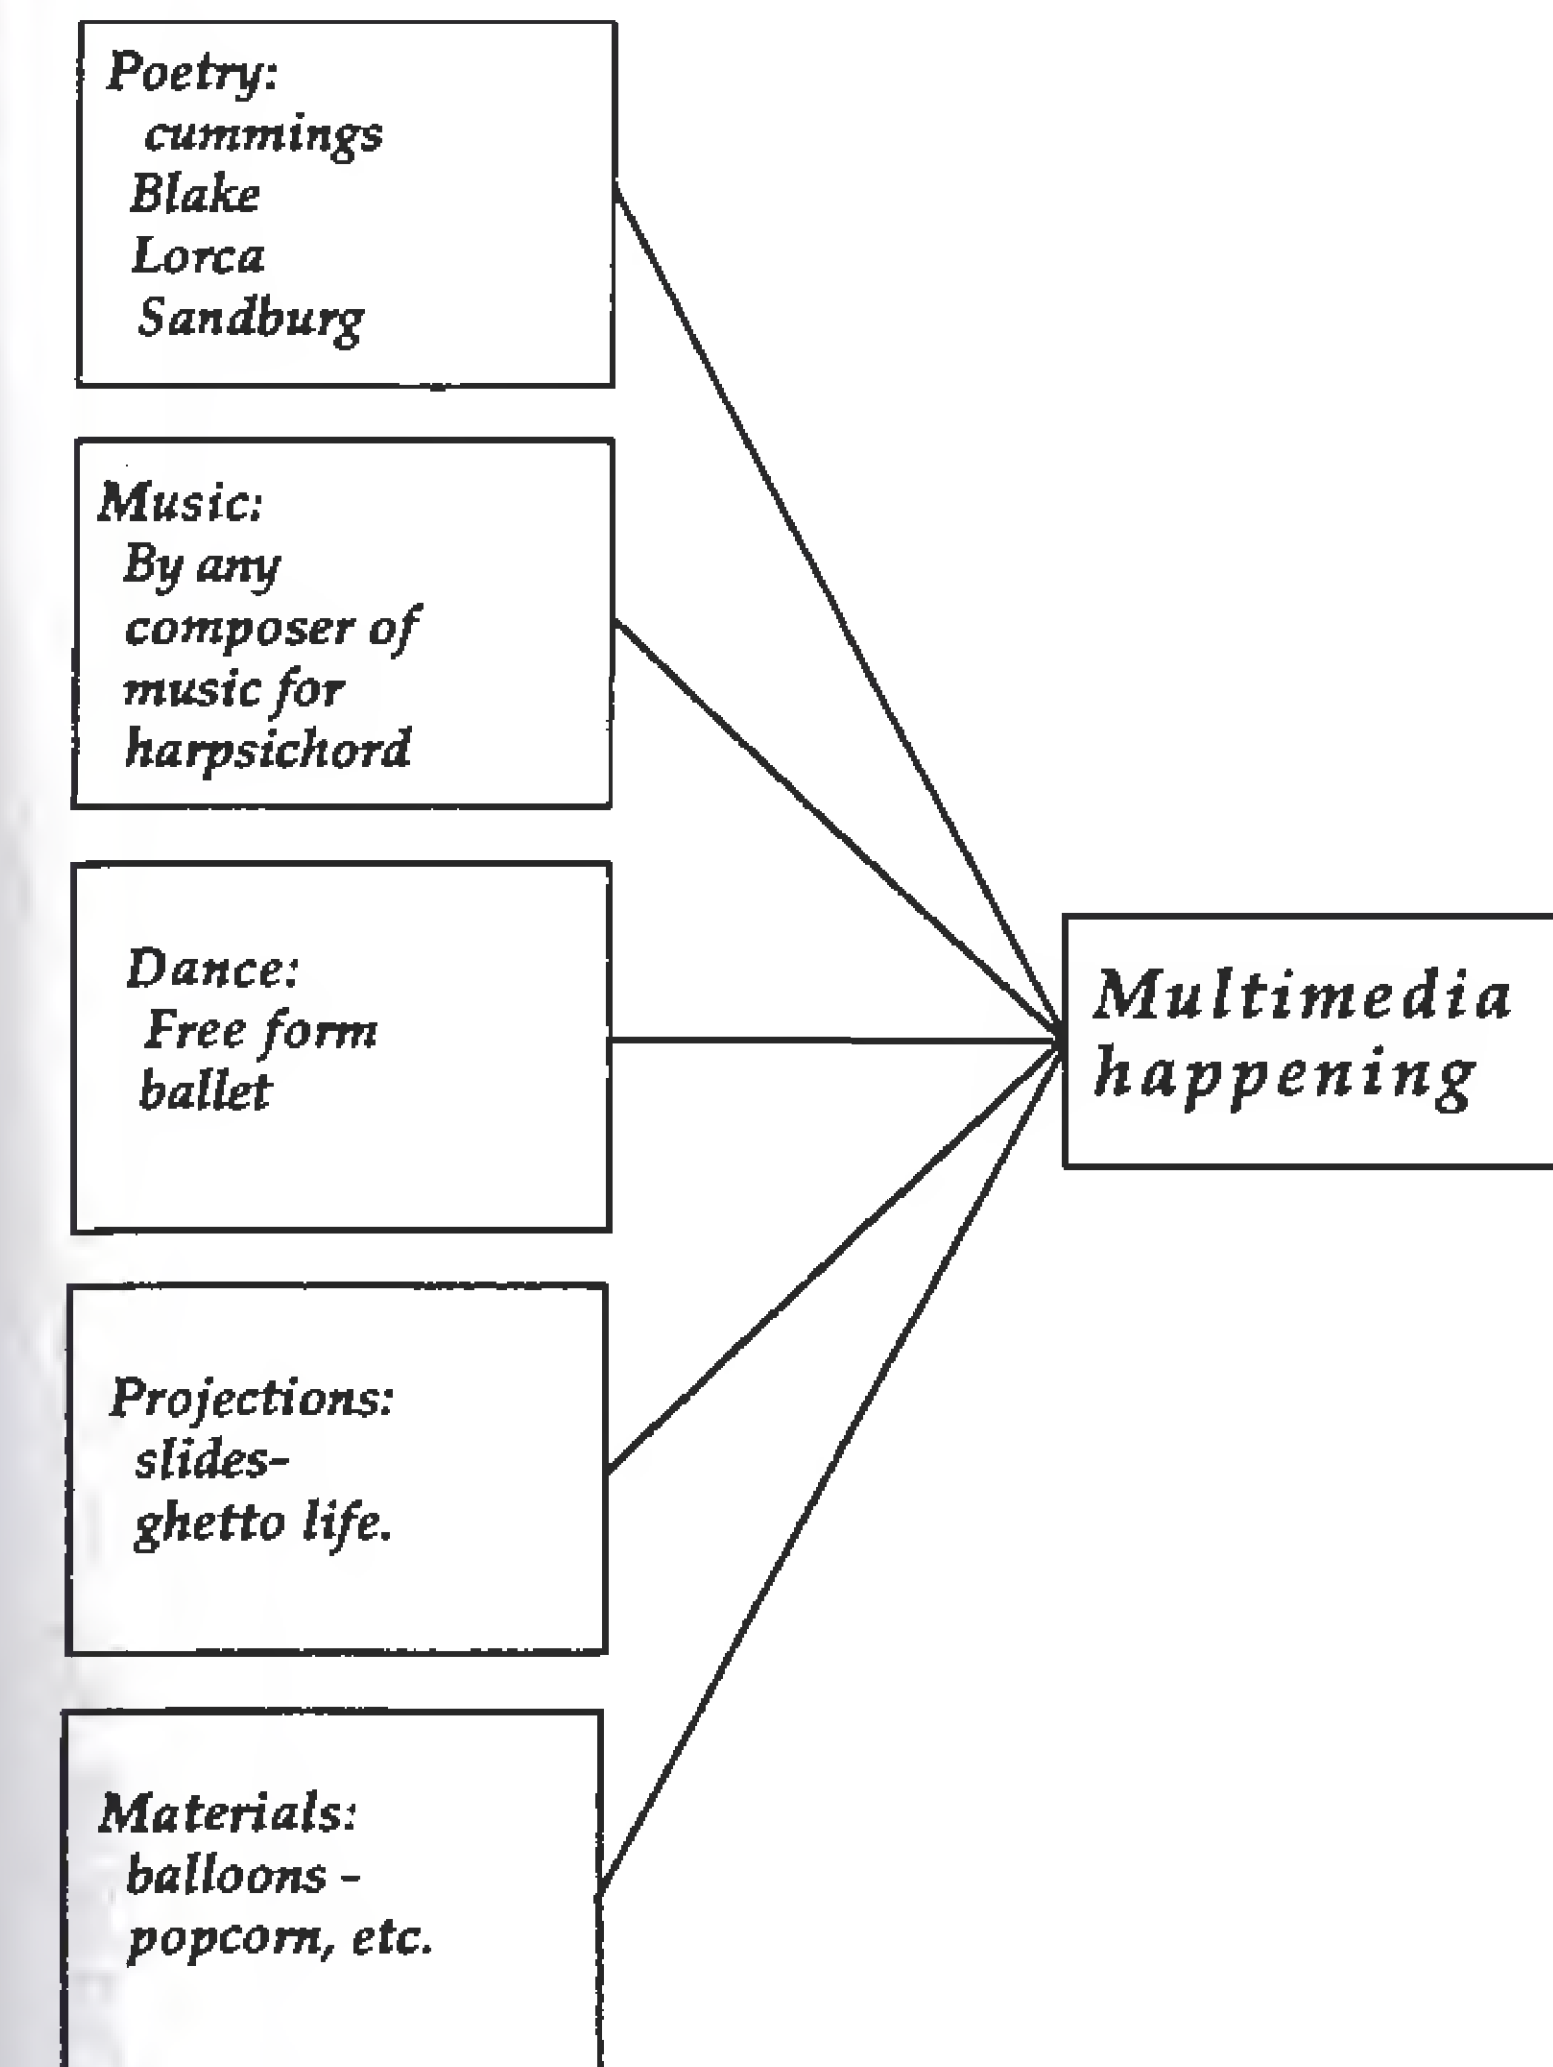 Poetry:
cummings
Blake
Lorca
Sandburg
Music:
By any
composer of
music for
harpsichord
Dance:
Free form
ballet
Projections:
slides-
ghetto life.
Materials:
balloons -
popcorn, etc.
Multimedia
happening